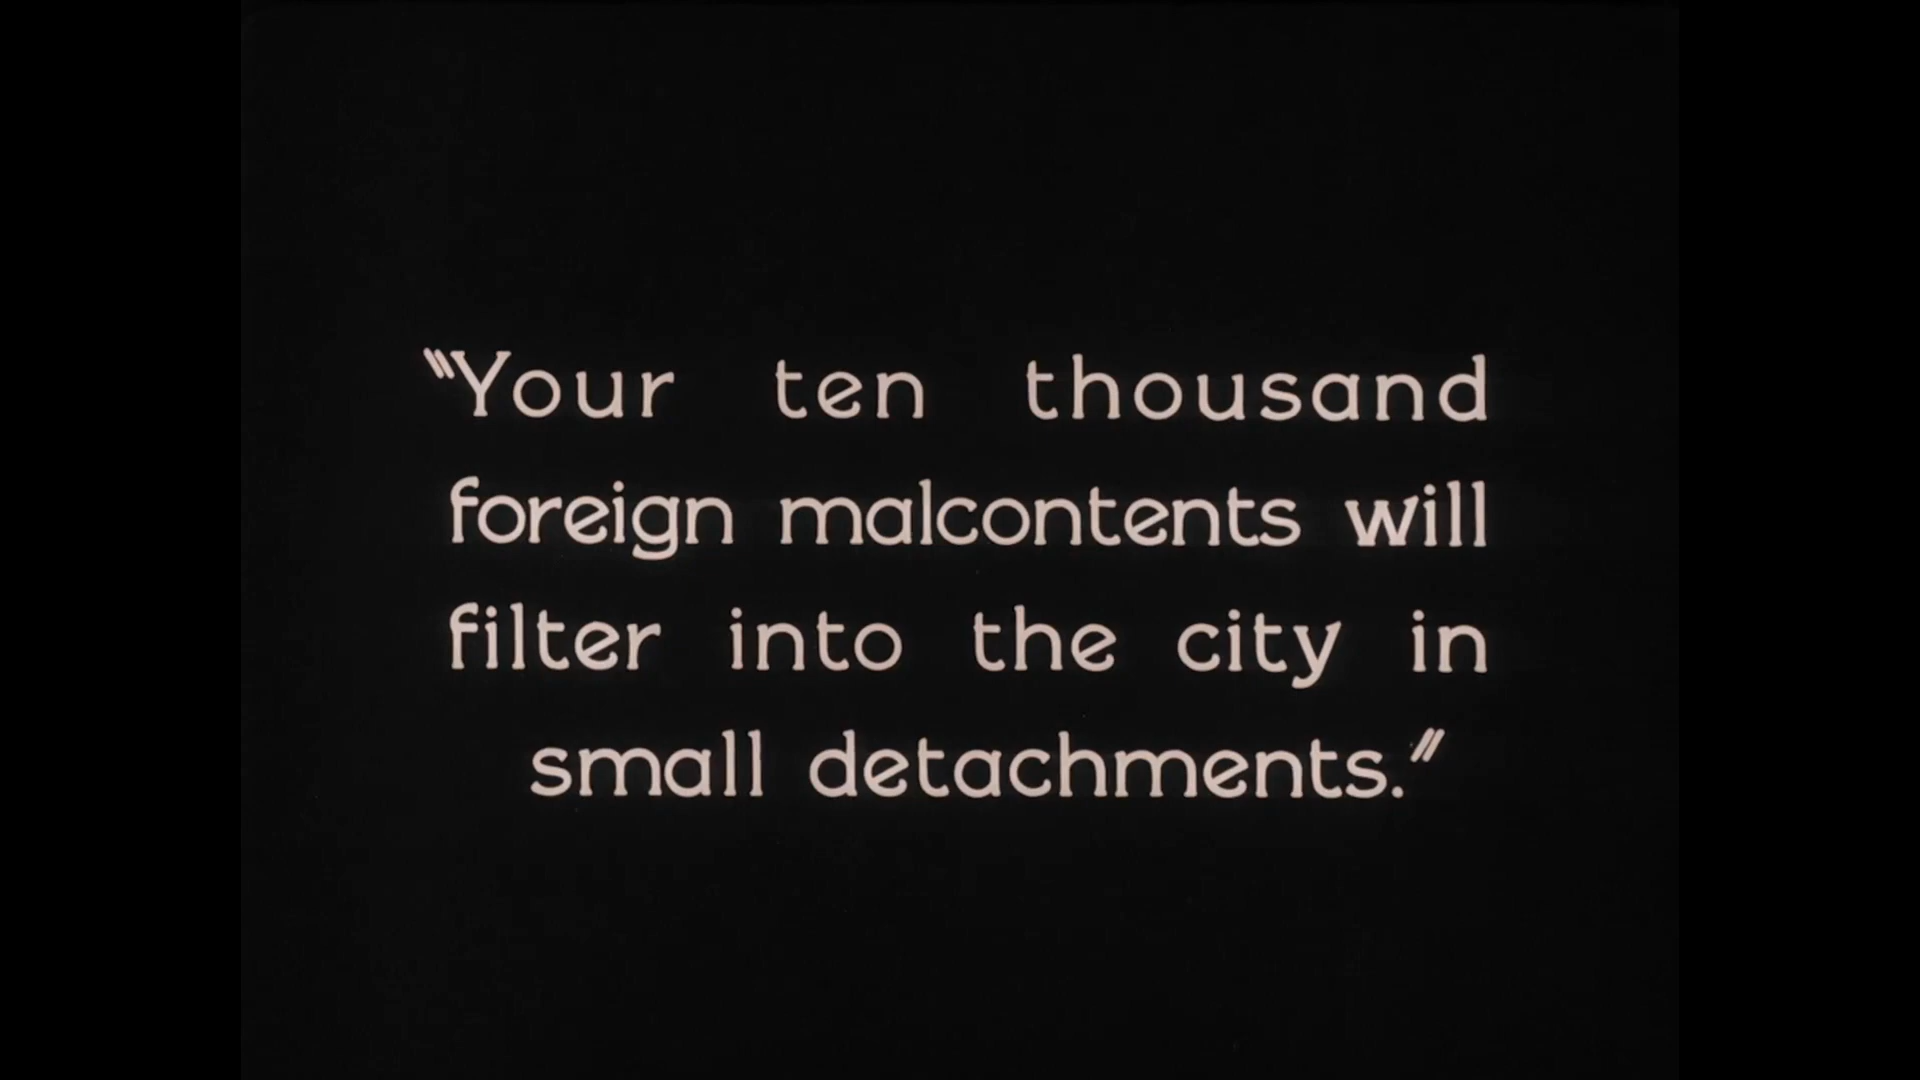 "Your ten thousand
foreign malcontents will
filter into the city in
small detachments."